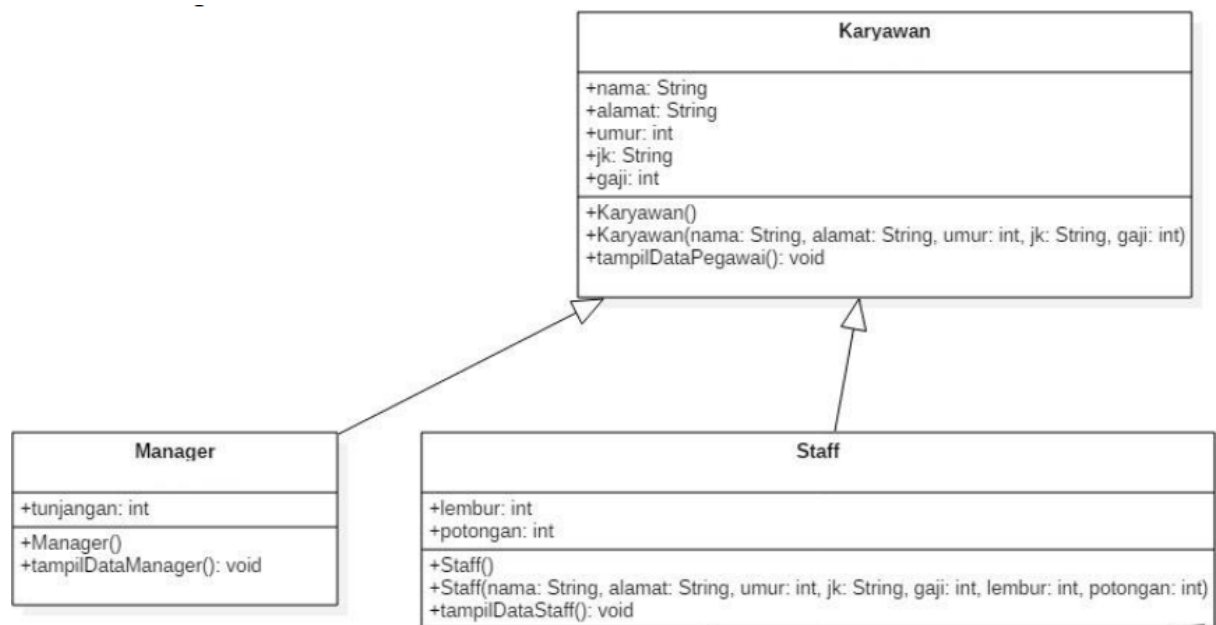 Karyawan
+nama: String
+alamat: String
+umur: int
+jk: String
+gaji: int
+Karyawan()
+Karyawan(nama: String, alamat: String, umur: int, jk: String, gaji: int)
+tampilDataPegawai(): void
Manager
+tunjangan: int
+Manager()
+tampilDataManager(): void
Staff
+lembur: int
+potongan: int
+Staff()
+Staff(nama: String, alamat: String, umur: int, jk: String, gaji: int, lembur: int, potongan: int)
+tampilDataStaff(): void